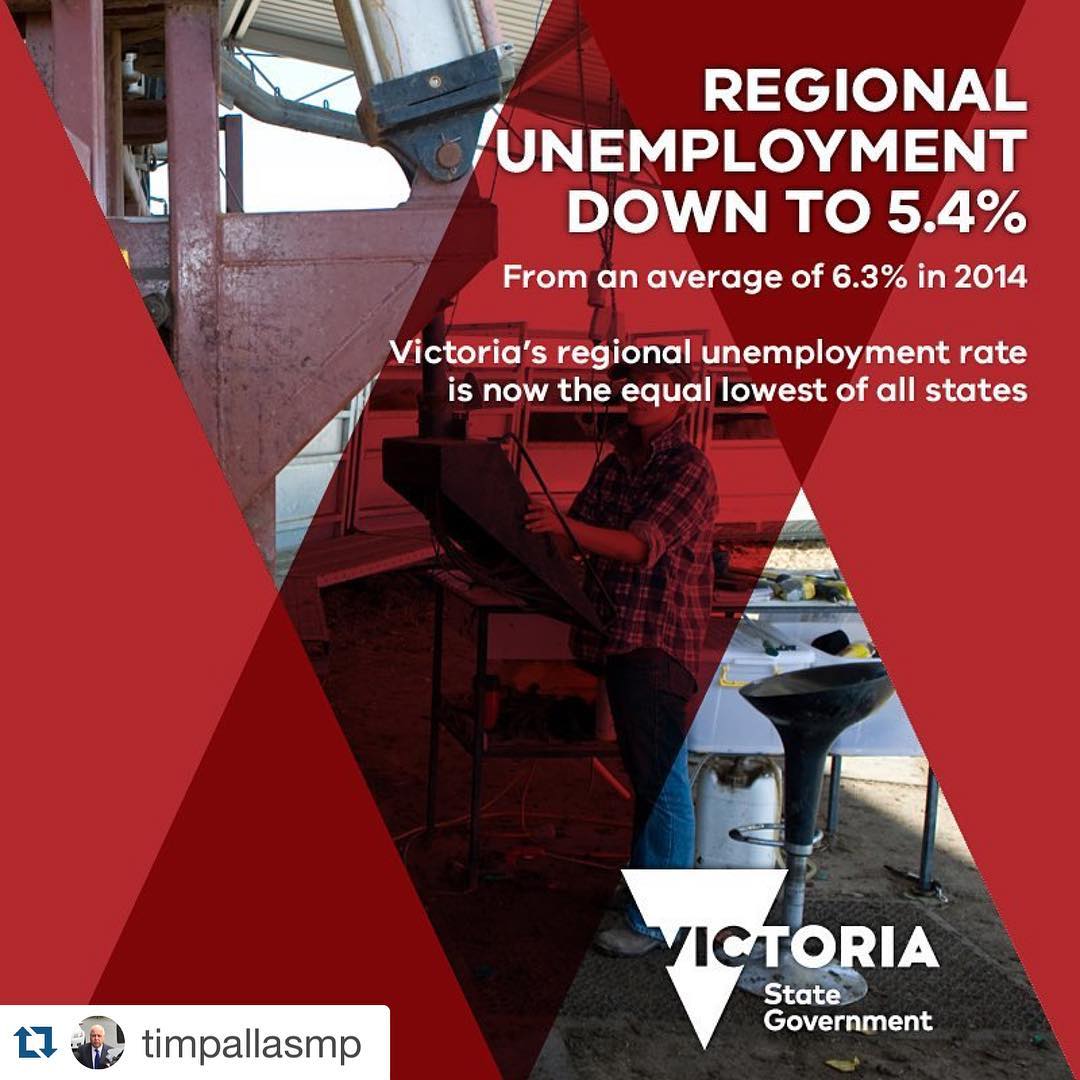 REGIONAL
UNEMPLOYMENT
DOWN TO 5.4%
From an average of 6.3% in 2014
Victoria's regional unemployment rate
is now the equal lowest of all states
VICTORIA
State
Government
timpallasmp